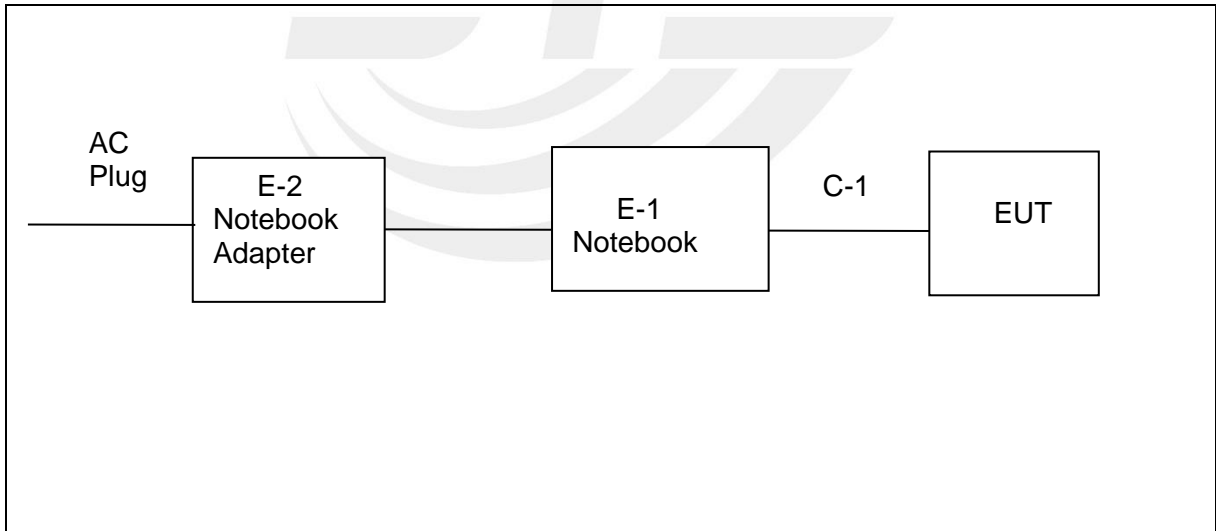 AC
Plug
E-2
Notebook
Adapter
E-1
Notebook
C-1
EUT